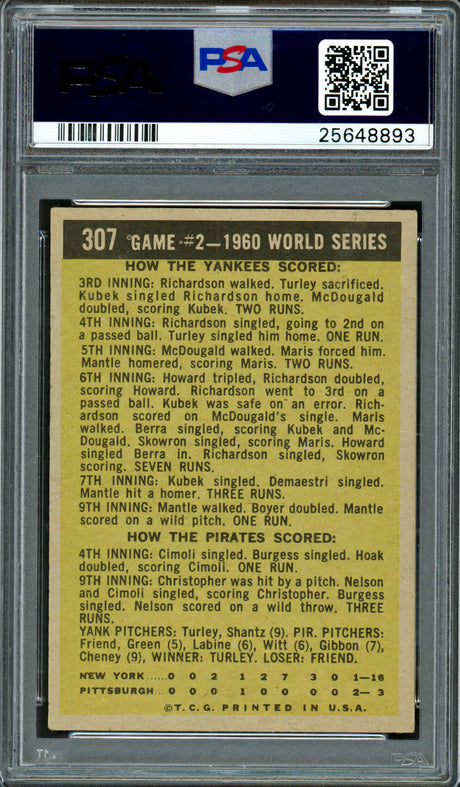 PSA
PSA
25648893
307 GAME #2—1960 WORLD SERIES
HOW THE YANKEES SCORED:
3RD INNING: Richardson walked. Turley sacrificed.
Kubek singled Richardson home. McDougald
doubled, scoring Kubek. TWO RUNS.
4TH INNING: Richardson singled, going to 2nd on
a passed ball. Turley singled him home. ONE RUN.
5TH INNING: McDougald walked. Maris forced him.
Mantle homered, scoring Maris. TWO RUNS.
6TH INNING: Howard tripled, Richardson doubled,
scoring Howard. Richardson went to 3rd on a
passed ball. Kubek was safe on an error. Rich-
ardson scored on McDougald's single. Maris
walked. Berra singled, scoring Kubek and Mc-
Dougald. Skowron singled, scoring Maris. Howard
singled Berra in. Richardson singled, Skowron
scoring. SEVEN RUNS.
7TH INNING: Kubek singled. Demaestri singled.
Mantle hit a homer. THREE RUNS.
9TH INNING: Mantle walked. Boyer doubled. Mantle
scored on a wild pitch. ONE RUN.
HOW THE PIRATES SCORED:
4TH INNING: Cimoli singled. Burgess singled. Hoak
doubled, scoring Cimoli. ONE RUN.
9TH INNING: Christopher was hit by a pitch. Nelson
and Cimoli singled, scoring Christopher. Burgess
singled. Nelson scored on a wild throw. THREE
RUNS.
YANK PITCHERS: Turley, Shantz (9). PIR. PITCHERS:
Friend, Green (5), Labine (6), Witt (6), Gibbon (7),
Cheney (9), WINNER: TURLEY. LOSER: FRIEND.
NEW YORK......0 0 2 1 2 7 3 0 1—16
PITTSBURGH...0 0 0 1 0 0 0 0 2— 3
©T.C.G. PRINTED IN U.S.A.
PSA